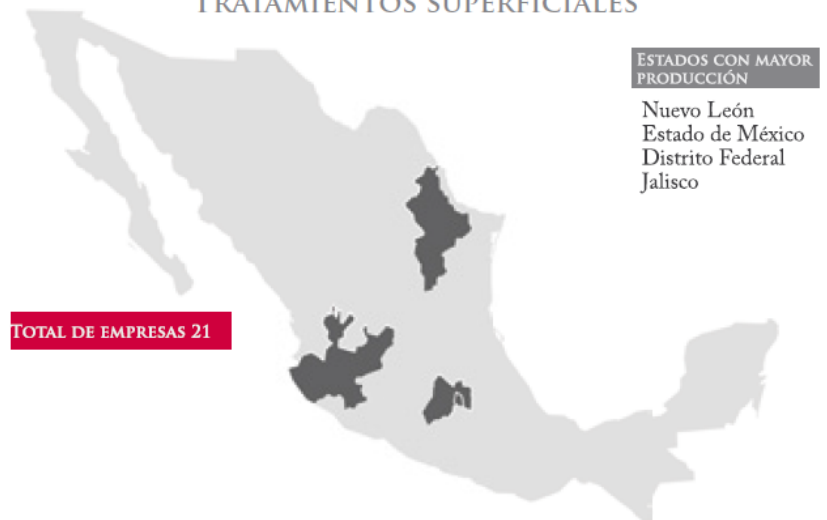 TRATAMIENTOS SUPERFICIALES
ESTADOS CON MAYOR
PRODUCCIÓN
Nuevo León
Estado de México
Distrito Federal
Jalisco
TOTAL DE EMPRESAS 21